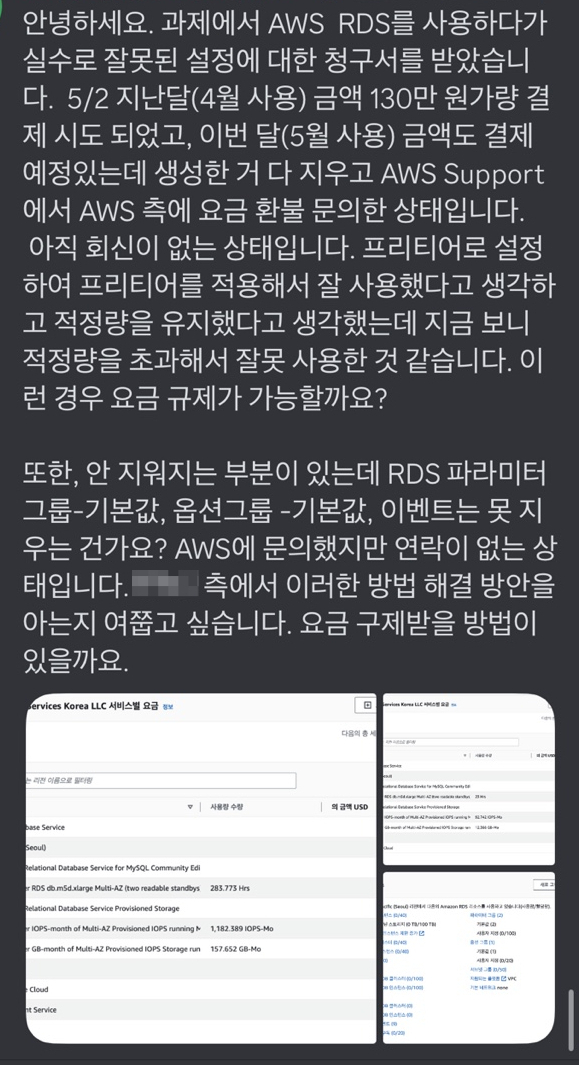 안녕하세요. 과제에서 AWS RDS를 사용하다가
실수로 잘못된 설정에 대한 청구서를 받았습니
다. 5/2 지난달(4월 사용) 금액 130만 원가량 결
제 시도 되었고, 이번 달(5월 사용) 금액도 결제
예정있는데 생성한 거 다 지우고 AWS Support
에서 AWS 측에 요금 환불 문의한 상태입니다.
아직 회신이 없는 상태입니다. 프리티어로 설정
하여 프리티어를 적용해서 잘 사용했다고 생각하
고 적정량을 유지했다고 생각했는데 지금 보니
적정량을 초과해서 잘못 사용한 것 같습니다. 이
런 경우 요금 규제가 가능할까요?
또한, 안 지워지는 부분이 있는데 RDS 파라미터
그룹-기본값, 옵션그룹 -기본값, 이벤트는 못 지
우는 건가요? AWS에 문의했지만 연락이 없는 상
태입니다. 측에서 이러한 방법 해결 방안을
아는지 여쭙고 싶습니다. 요금 구제받을 방법이
있을까요.
Services Korea LLC 서비스별 요금 정보
다음의 총 세
는 리전 이름으로 필터링
사용량 수량 의 금액 USD
base Service
Seoul)
Relational Database Service for MySQL Community Edi
r RDS db.m5d.xlarge Multi-AZ (two readable standbys 283.773 Hrs
Relational Database Service Provisioned Storage
r IOPS-month of Multi-AZ Provisioned IOPS running M 1,182.389 IOPS-Mo
r GB-month of Multi-AZ Provisioned IOPS Storage run 157.652 GB-Mo
e Cloud
nt Service
ervices Korea LLC 서비스별 요금
사용량 수량